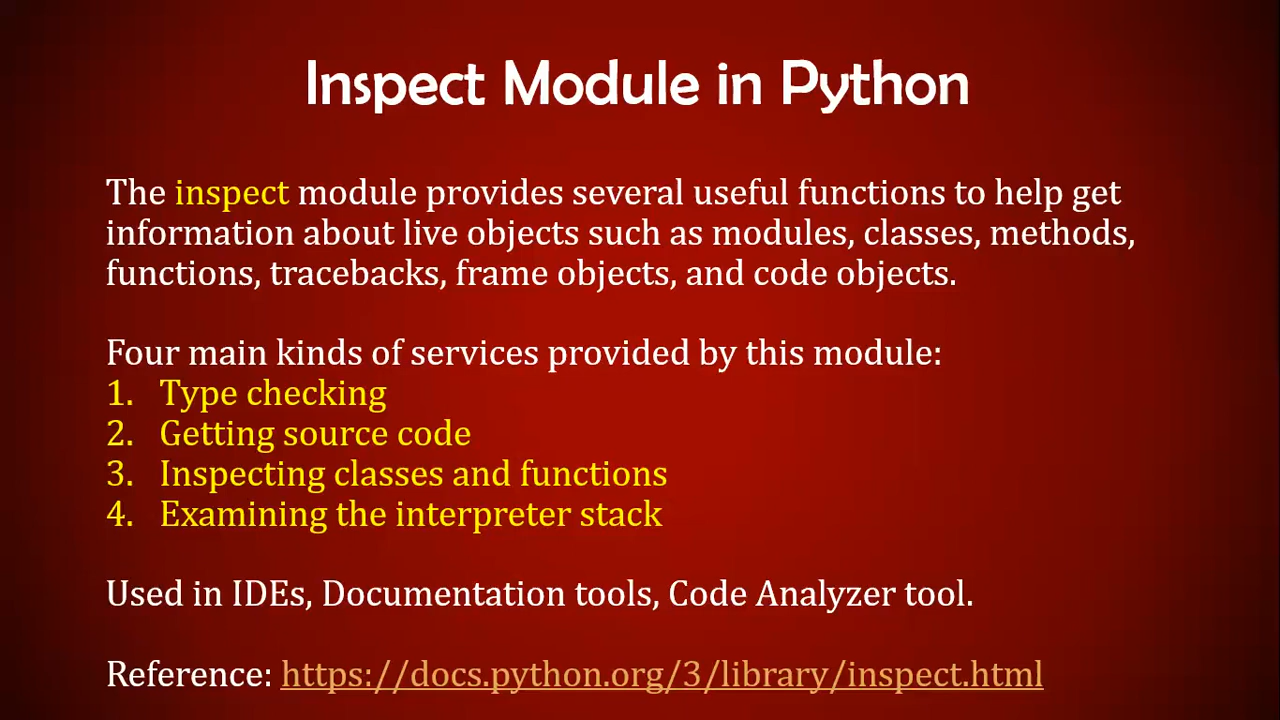 Inspect Module in Python
The inspect module provides several useful functions to help get
information about live objects such as modules, classes, methods,
functions, tracebacks, frame objects, and code objects.
Four main kinds of services provided by this module:
1. Type checking
2. Getting source code
3. Inspecting classes and functions
4. Examining the interpreter stack
Used in IDEs, Documentation tools, Code Analyzer tool.
Reference: https://docs.python.org/3/library/inspect.html